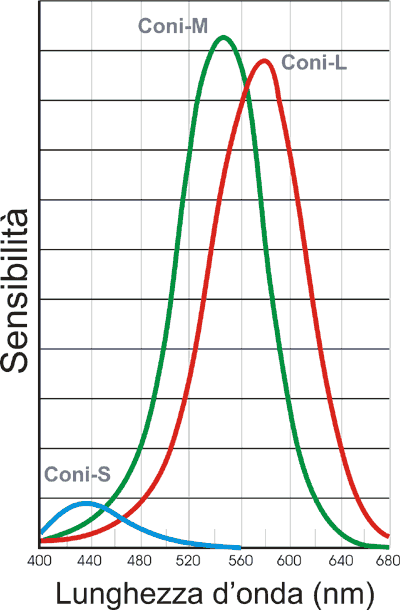 Coni-M
Coni-L
Sensibilità
Coni-S
400 440 480 520 560 600 640 680
Lunghezza d'onda (nm)